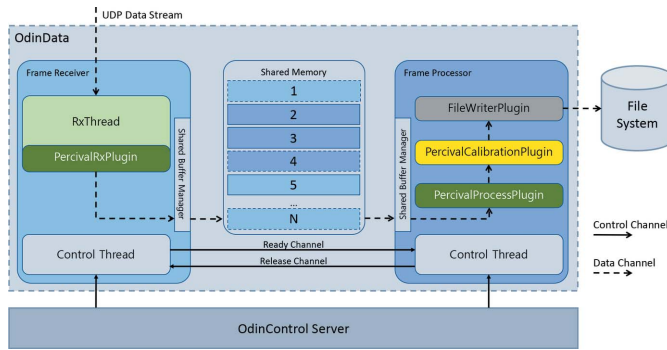 UDP Data Stream
OdinData
Frame Receiver
RxThread
PercivalRxPlugin
Shared Buffer Manager
Control Thread
Shared Memory
1
2
3
4
5
...
N
Ready Channel
Release Channel
Frame Processor
FileWriterPlugin
PercivalCalibrationPlugin
PercivalProcessPlugin
Shared Buffer Manager
Control Thread
File
System
Control Channel
Data Channel
OdinControl Server